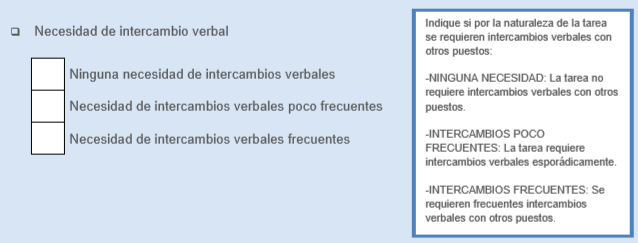 Necesidad de intercambio verbal
Ninguna necesidad de intercambios verbales
Necesidad de intercambios verbales poco frecuentes
Necesidad de intercambios verbales frecuentes
Indique si por la naturaleza de la tarea
se requieren intercambios verbales con
otros puestos:
-NINGUNA NECESIDAD: La tarea no
requiere intercambios verbales con otros
puestos.
-INTERCAMBIOS POCO
FRECUENTES: La tarea requiere
intercambios verbales esporádicamente.
-INTERCAMBIOS FRECUENTES: Se
requieren frecuentes intercambios
verbales con otros puestos.